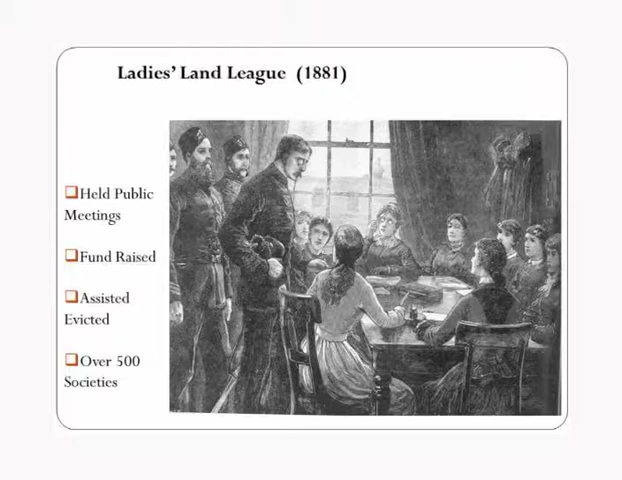 Ladies’ Land League (1881)
Held Public
Meetings
Fund Raised
Assisted
Evicted
Over 500
Societies